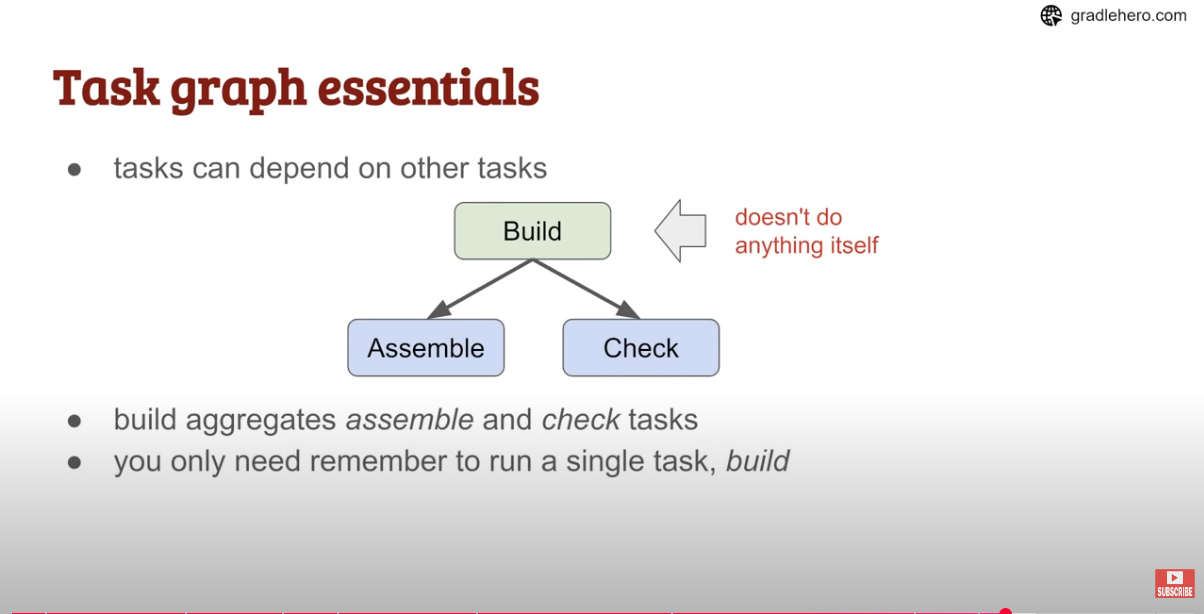 gradlehero.com
Task graph essentials
● tasks can depend on other tasks
Build
doesn't do
anything itself
Assemble
Check
● build aggregates assemble and check tasks
● you only need remember to run a single task, build
SUBSCRIBE